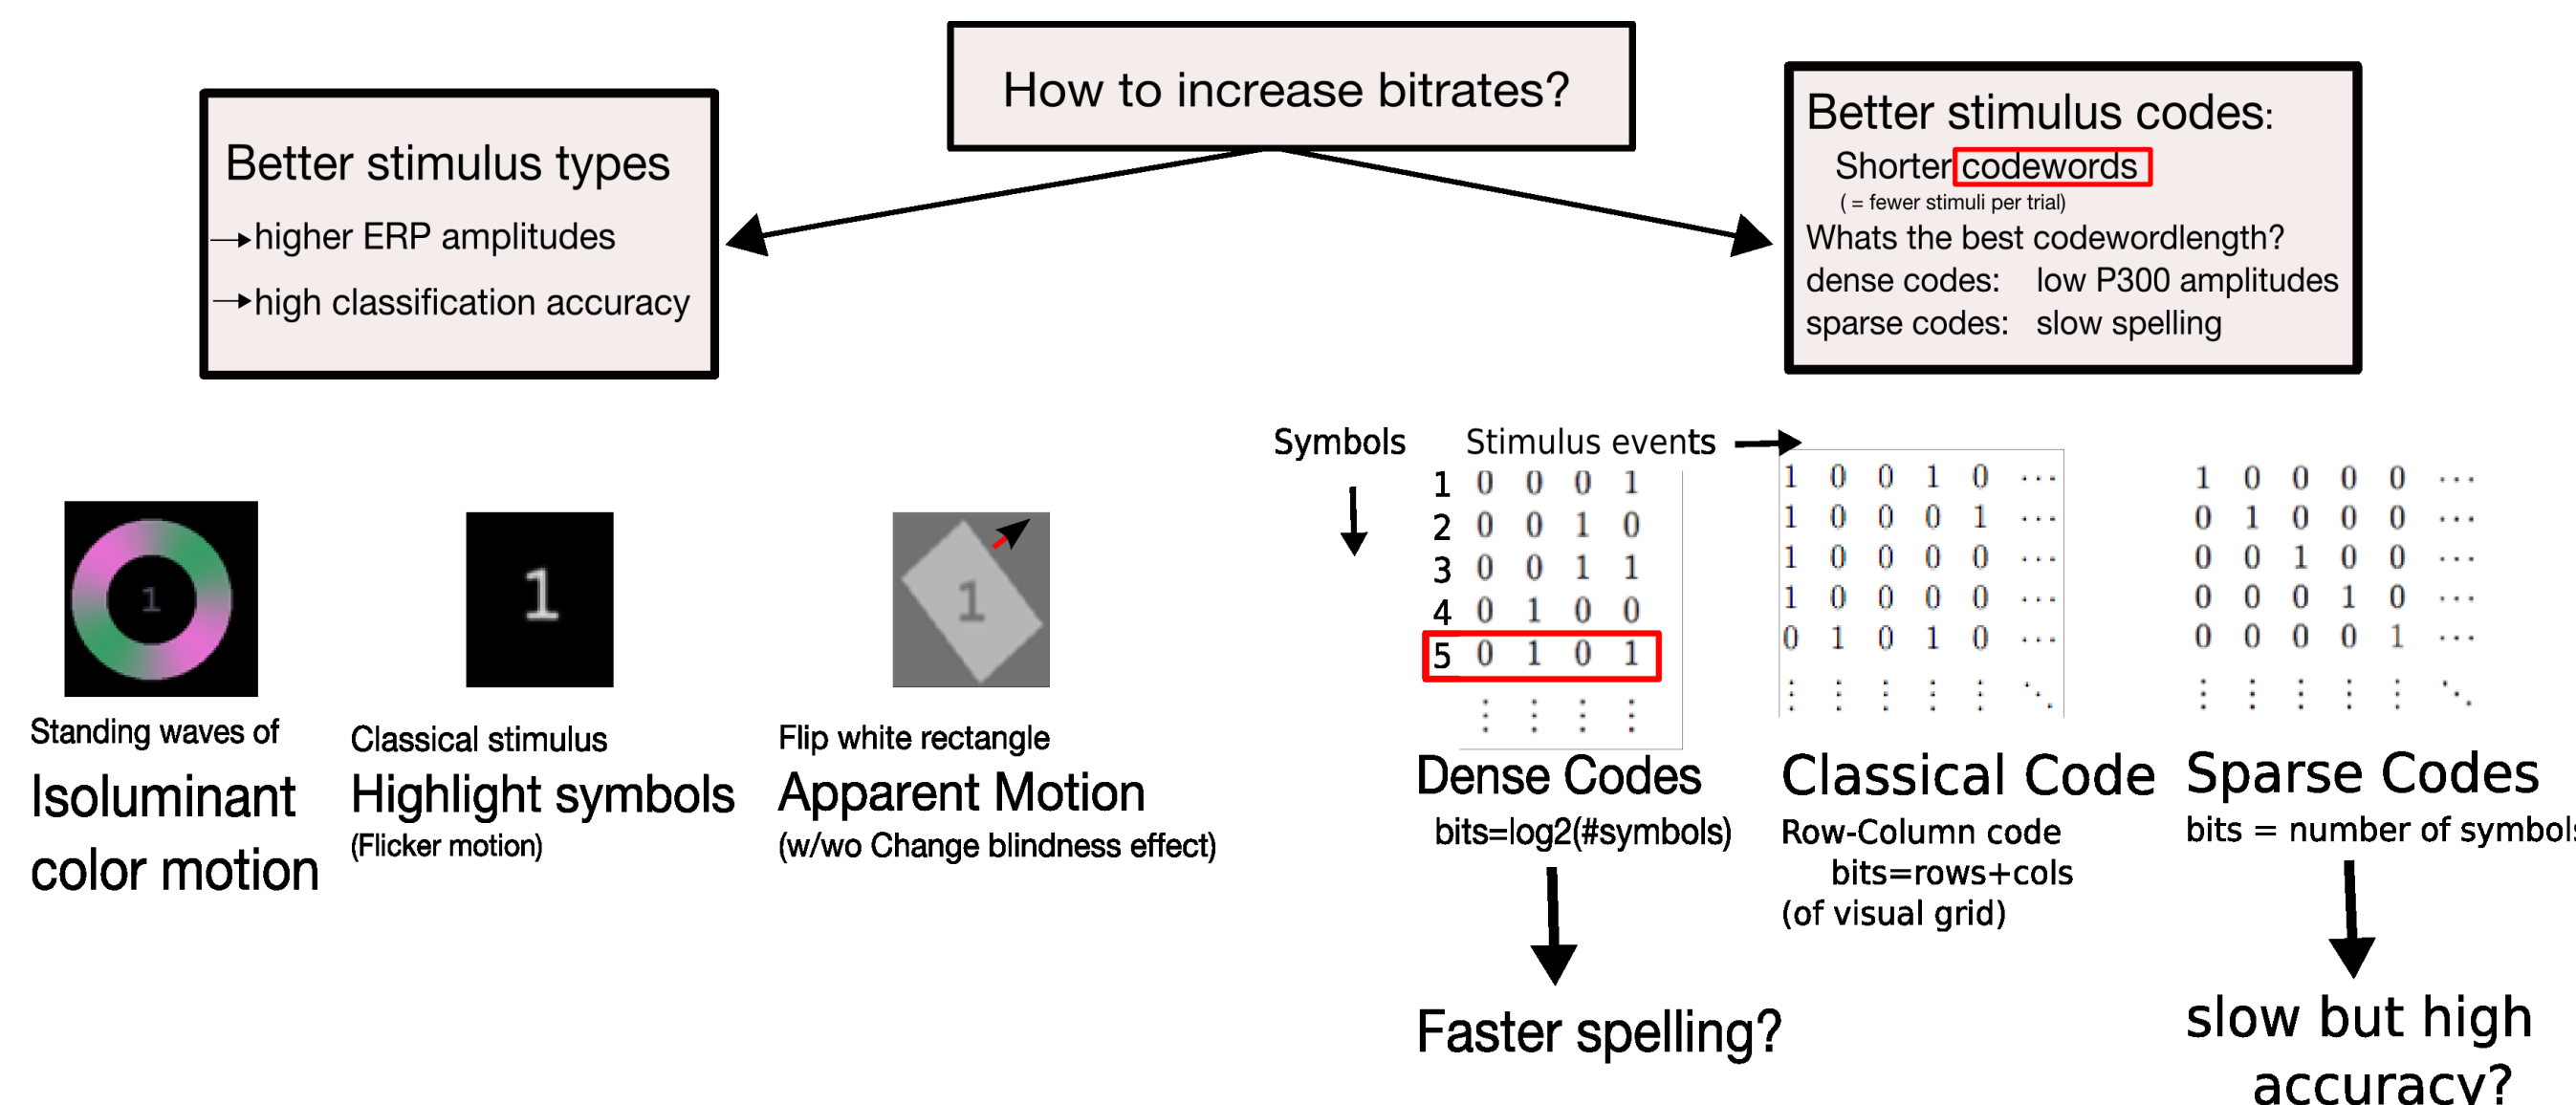 How to increase bitrates?
Better stimulus types
→higher ERP amplitudes
→high classification accuracy
Better stimulus codes:
Shorter codewords
( = fewer stimuli per trial)
Whats the best codewordlength?
dense codes: low P300 amplitudes
sparse codes: slow spelling
1
Standing waves of
Isoluminant
color motion
1
Classical stimulus
Highlight symbols
(Flicker motion)
1
Flip white rectangle
Apparent Motion
(w/wo Change blindness effect)
Symbols
Stimulus events
1 0 0 0 1
2 0 0 1 0
3 0 0 1 1
4 0 1 0 0
5 0 1 0 1
⋮ ⋮ ⋮ ⋮
Dense Codes
bits=log2(#symbols)
Faster spelling?
1 0 0 1 0 ⋯
1 0 0 0 1 ⋯
1 0 0 0 0 ⋯
1 0 0 0 0 ⋯
0 1 0 1 0 ⋯
⋮ ⋮ ⋮ ⋮ ⋮ ⋱
Classical Code
Row-Column code
bits=rows+cols
(of visual grid)
1 0 0 0 0 ⋯
0 1 0 0 0 ⋯
0 0 1 0 0 ⋯
0 0 0 1 0 ⋯
0 0 0 0 1 ⋯
⋮ ⋮ ⋮ ⋮ ⋮ ⋱
Sparse Codes
bits = number of symbols
slow but high
accuracy?